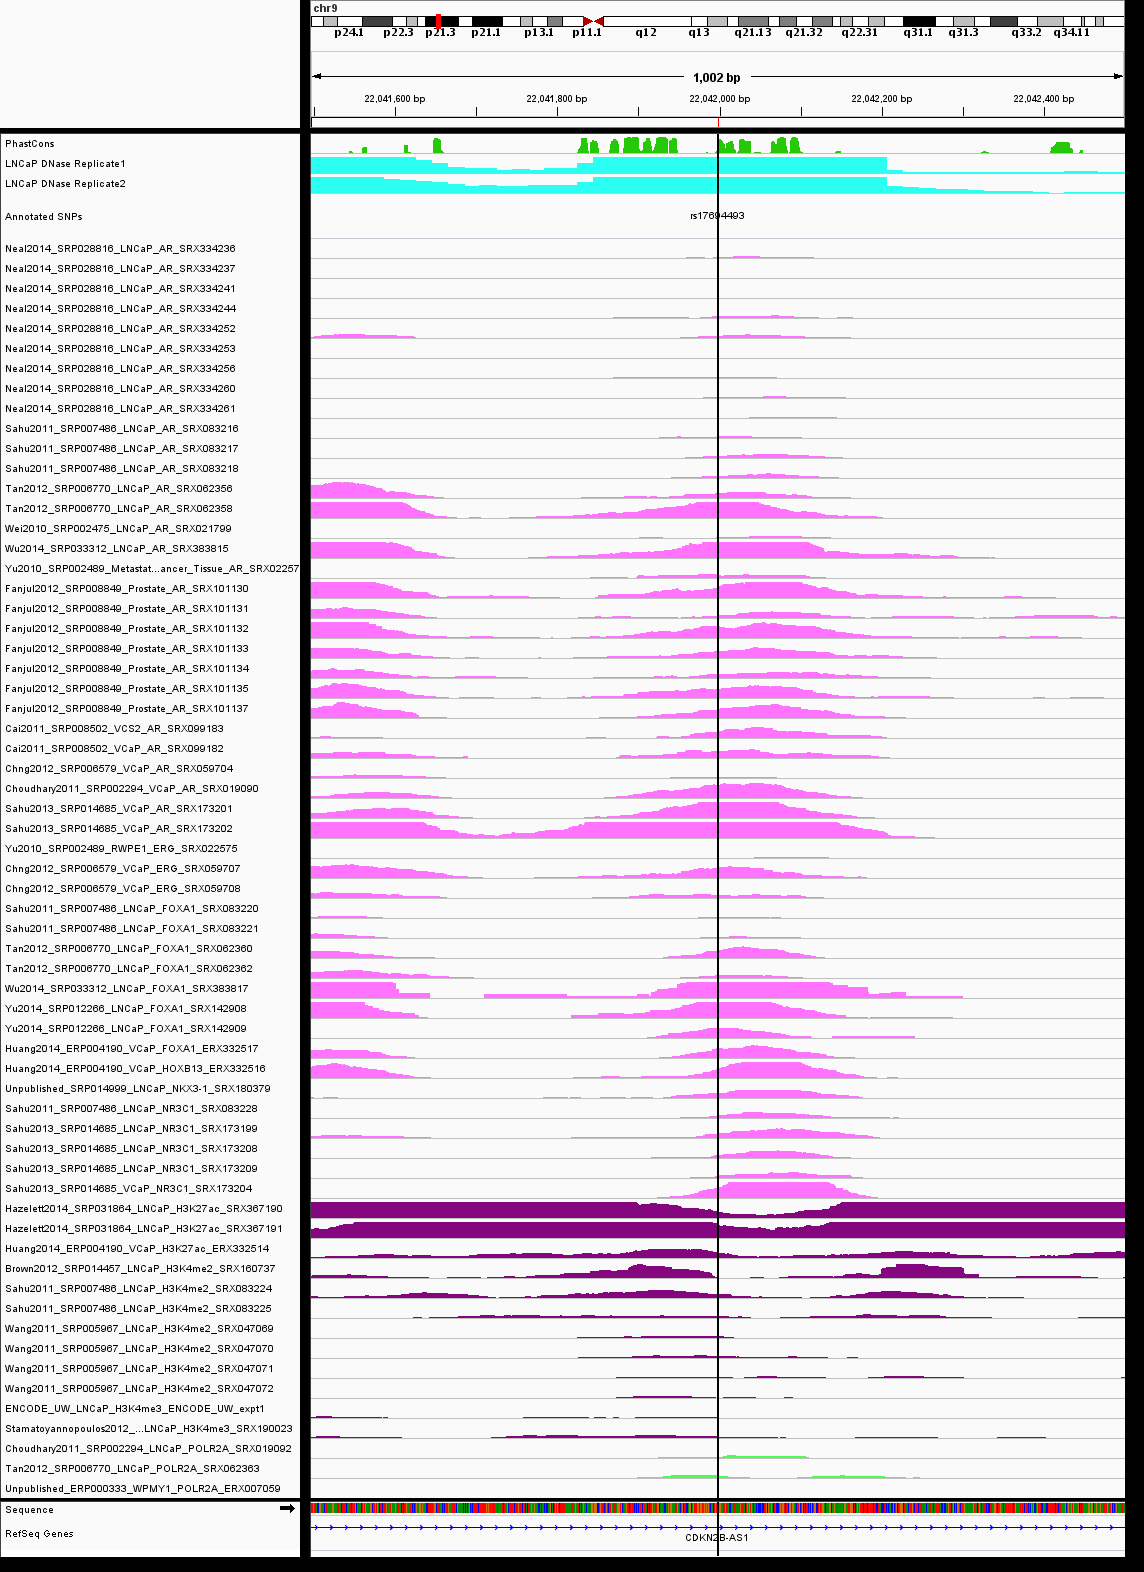 chr9
p24.1 p22.3 p21.3 p21.1 p13.1 p11.1 q12 q13 q21.13 q21.32 q22.31 q31.1 q31.3 q33.2 q34.11
1,002 bp
22,041,600 bp 22,041,800 bp 22,042,000 bp 22,042,200 bp 22,042,400 bp
PhastCons
LNCaP DNase Replicate1
LNCaP DNase Replicate2
Annotated SNPs
rs17694493
Neal2014_SRP028816_LNCaP_AR_SRX334236
Neal2014_SRP028816_LNCaP_AR_SRX334237
Neal2014_SRP028816_LNCaP_AR_SRX334241
Neal2014_SRP028816_LNCaP_AR_SRX334244
Neal2014_SRP028816_LNCaP_AR_SRX334252
Neal2014_SRP028816_LNCaP_AR_SRX334253
Neal2014_SRP028816_LNCaP_AR_SRX334256
Neal2014_SRP028816_LNCaP_AR_SRX334260
Neal2014_SRP028816_LNCaP_AR_SRX334261
Sahu2011_SRP007486_LNCaP_AR_SRX083216
Sahu2011_SRP007486_LNCaP_AR_SRX083217
Sahu2011_SRP007486_LNCaP_AR_SRX083218
Tan2012_SRP006770_LNCaP_AR_SRX062356
Tan2012_SRP006770_LNCaP_AR_SRX062358
Wei2010_SRP002475_LNCaP_AR_SRX021799
Wu2014_SRP033312_LNCaP_AR_SRX383815
Yu2010_SRP002489_Metastat...ancer_Tissue_AR_SRX02257
Fanjul2012_SRP008849_Prostate_AR_SRX101130
Fanjul2012_SRP008849_Prostate_AR_SRX101131
Fanjul2012_SRP008849_Prostate_AR_SRX101132
Fanjul2012_SRP008849_Prostate_AR_SRX101133
Fanjul2012_SRP008849_Prostate_AR_SRX101134
Fanjul2012_SRP008849_Prostate_AR_SRX101135
Fanjul2012_SRP008849_Prostate_AR_SRX101137
Cai2011_SRP008502_VCS2_AR_SRX099183
Cai2011_SRP008502_VCaP_AR_SRX099182
Chng2012_SRP006579_VCaP_AR_SRX059704
Choudhary2011_SRP002294_VCaP_AR_SRX019090
Sahu2013_SRP014685_VCaP_AR_SRX173201
Sahu2013_SRP014685_VCaP_AR_SRX173202
Yu2010_SRP002489_RWPE1_ERG_SRX022575
Chng2012_SRP006579_VCaP_ERG_SRX059707
Chng2012_SRP006579_VCaP_ERG_SRX059708
Sahu2011_SRP007486_LNCaP_FOXA1_SRX083220
Sahu2011_SRP007486_LNCaP_FOXA1_SRX083221
Tan2012_SRP006770_LNCaP_FOXA1_SRX062360
Tan2012_SRP006770_LNCaP_FOXA1_SRX062362
Wu2014_SRP033312_LNCaP_FOXA1_SRX383817
Yu2014_SRP012266_LNCaP_FOXA1_SRX142908
Yu2014_SRP012266_LNCaP_FOXA1_SRX142909
Huang2014_ERP004190_VCaP_FOXA1_ERX332517
Huang2014_ERP004190_VCaP_HOXB13_ERX332516
Unpublished_SRP014999_LNCaP_NKX3-1_SRX180379
Sahu2011_SRP007486_LNCaP_NR3C1_SRX083228
Sahu2013_SRP014685_LNCaP_NR3C1_SRX173199
Sahu2013_SRP014685_LNCaP_NR3C1_SRX173208
Sahu2013_SRP014685_LNCaP_NR3C1_SRX173209
Sahu2013_SRP014685_VCaP_NR3C1_SRX173204
Hazelett2014_SRP031864_LNCaP_H3K27ac_SRX367190
Hazelett2014_SRP031864_LNCaP_H3K27ac_SRX367191
Huang2014_ERP004190_VCaP_H3K27ac_ERX332514
Brown2012_SRP014457_LNCaP_H3K4me2_SRX160737
Sahu2011_SRP007486_LNCaP_H3K4me2_SRX083224
Sahu2011_SRP007486_LNCaP_H3K4me2_SRX083225
Wang2011_SRP005967_LNCaP_H3K4me2_SRX047069
Wang2011_SRP005967_LNCaP_H3K4me2_SRX047070
Wang2011_SRP005967_LNCaP_H3K4me2_SRX047071
Wang2011_SRP005967_LNCaP_H3K4me2_SRX047072
ENCODE_UW_LNCaP_H3K4me3_ENCODE_UW_expt1
Stamatoyannopoulos2012_...LNCaP_H3K4me3_SRX190023
Choudhary2011_SRP002294_LNCaP_POLR2A_SRX019092
Tan2012_SRP006770_LNCaP_POLR2A_SRX062363
Unpublished_ERP000333_WPMY1_POLR2A_ERX007059
Sequence
RefSeq Genes
CDKN2B-AS1